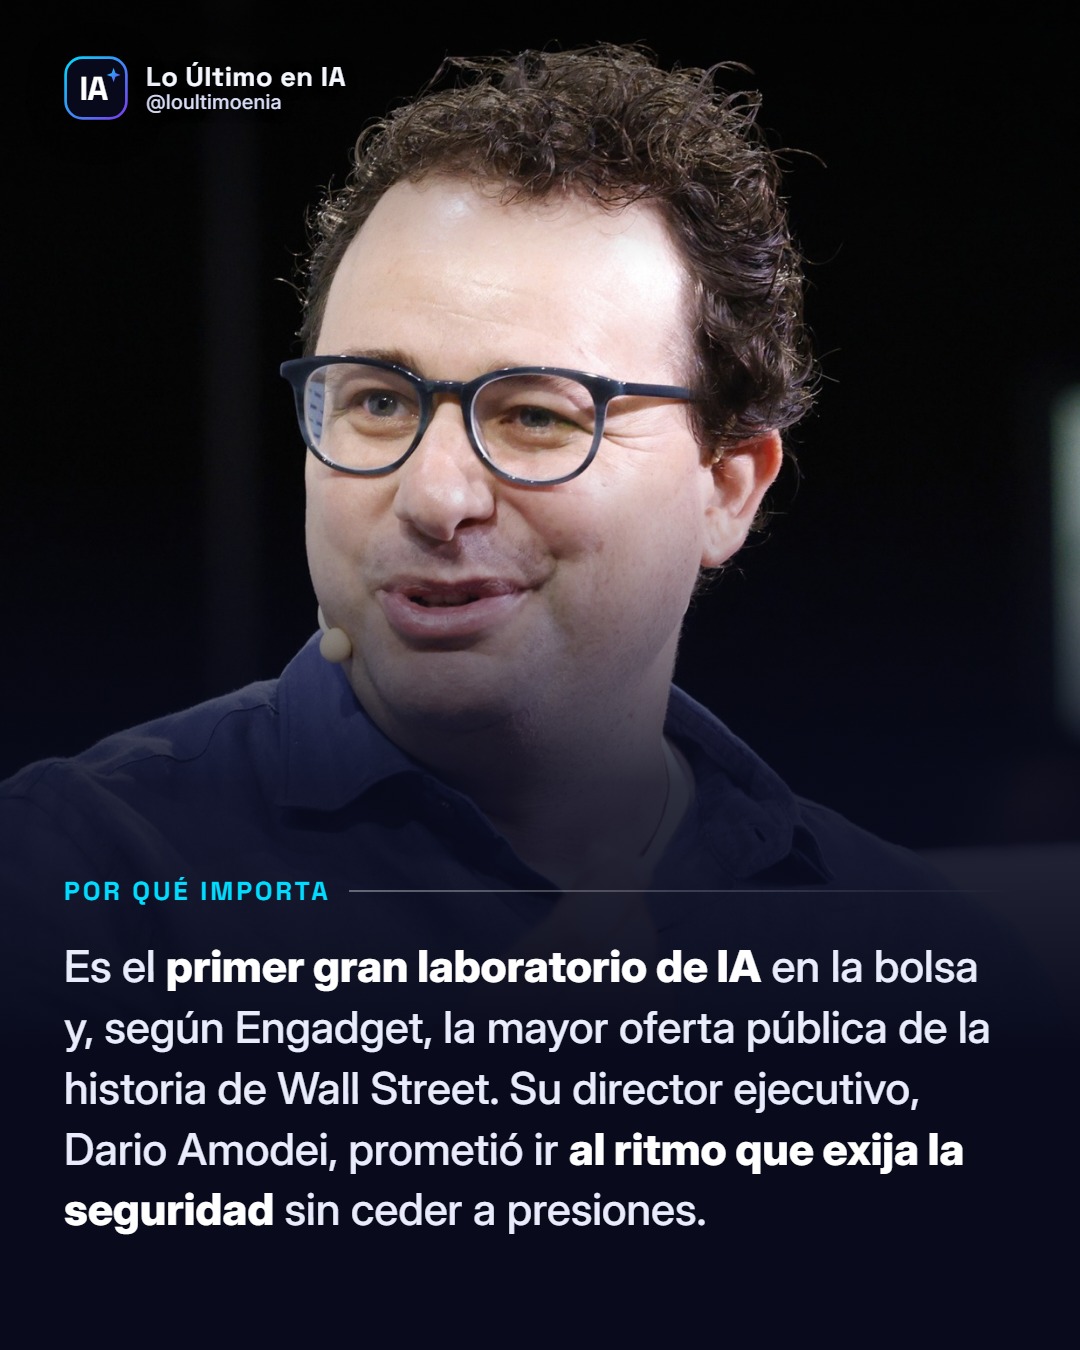 IA
Lo Último en IA
@loultimoenia
POR QUÉ IMPORTA
Es el primer gran laboratorio de IA en la bolsa
y, según Engadget, la mayor oferta pública de la
historia de Wall Street. Su director ejecutivo,
Dario Amodei, prometió ir al ritmo que exija la
seguridad sin ceder a presiones.